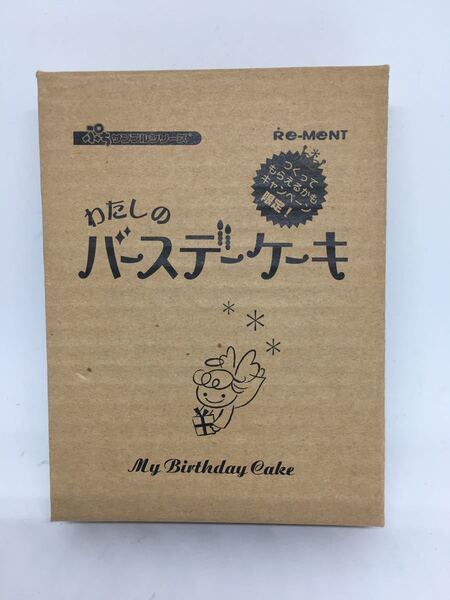 ぷちサンプルシリーズ
Re-MeNT
つくって
もらえるかも
キャンペーン
限定!
わたしの
バースデーケーキ
My Birthday Cake